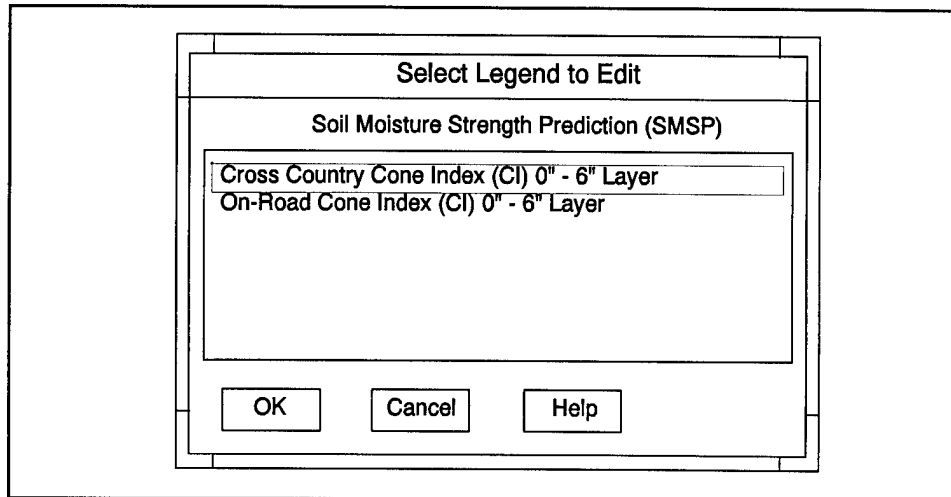 Select Legend to Edit
Soil Moisture Strength Prediction (SMSP)
Cross Country Cone Index (CI) 0" - 6" Layer
On-Road Cone Index (CI) 0" - 6" Layer
OK
Cancel
Help